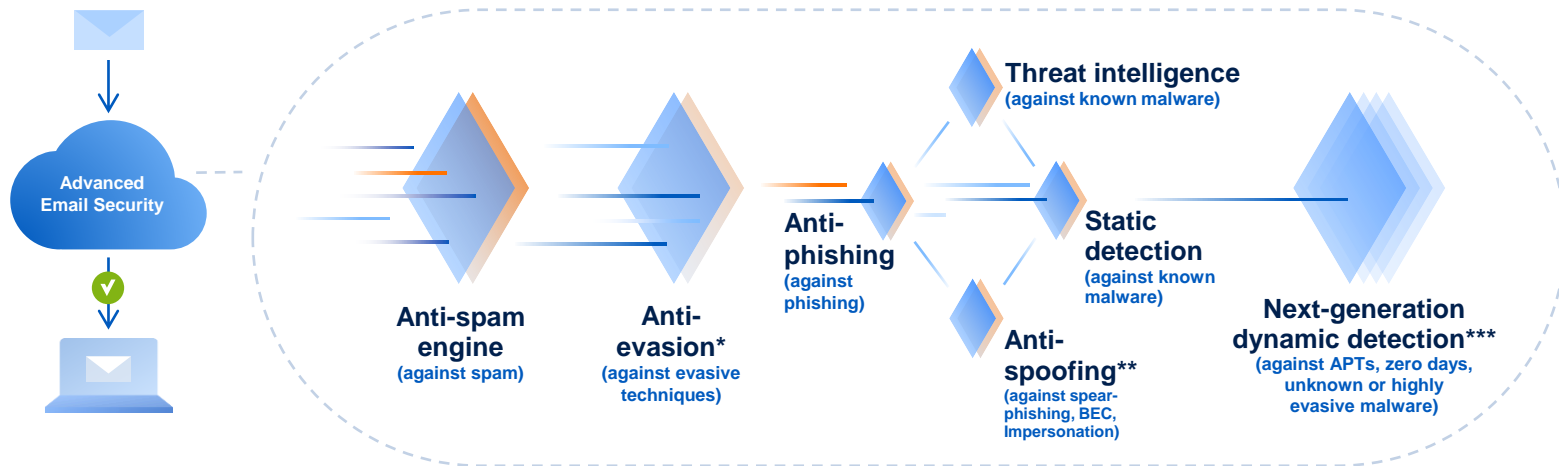 Advanced
Email Security
Anti-spam
engine
(against spam)
Anti-
evasion*
(against evasive
techniques)
Anti-
phishing
(against
phishing)
Threat intelligence
(against known malware)
Anti-
spoofing**
(against spear-
phishing, BEC,
Impersonation)
Static
detection
(against known
malware)
Next-generation
dynamic detection***
(against APTs, zero days,
unknown or highly
evasive malware)